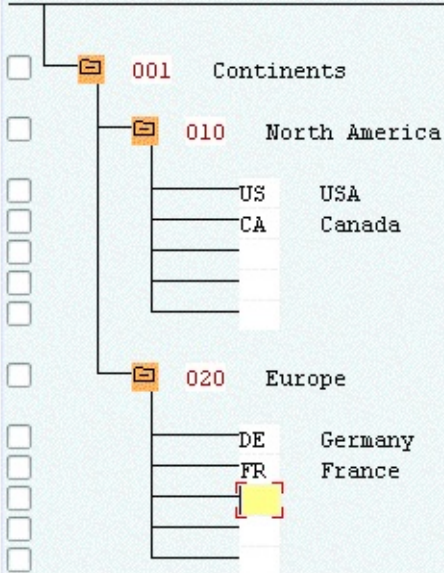 001 Continents
010 North America
US USA
CA Canada
020 Europe
DE Germany
FR France